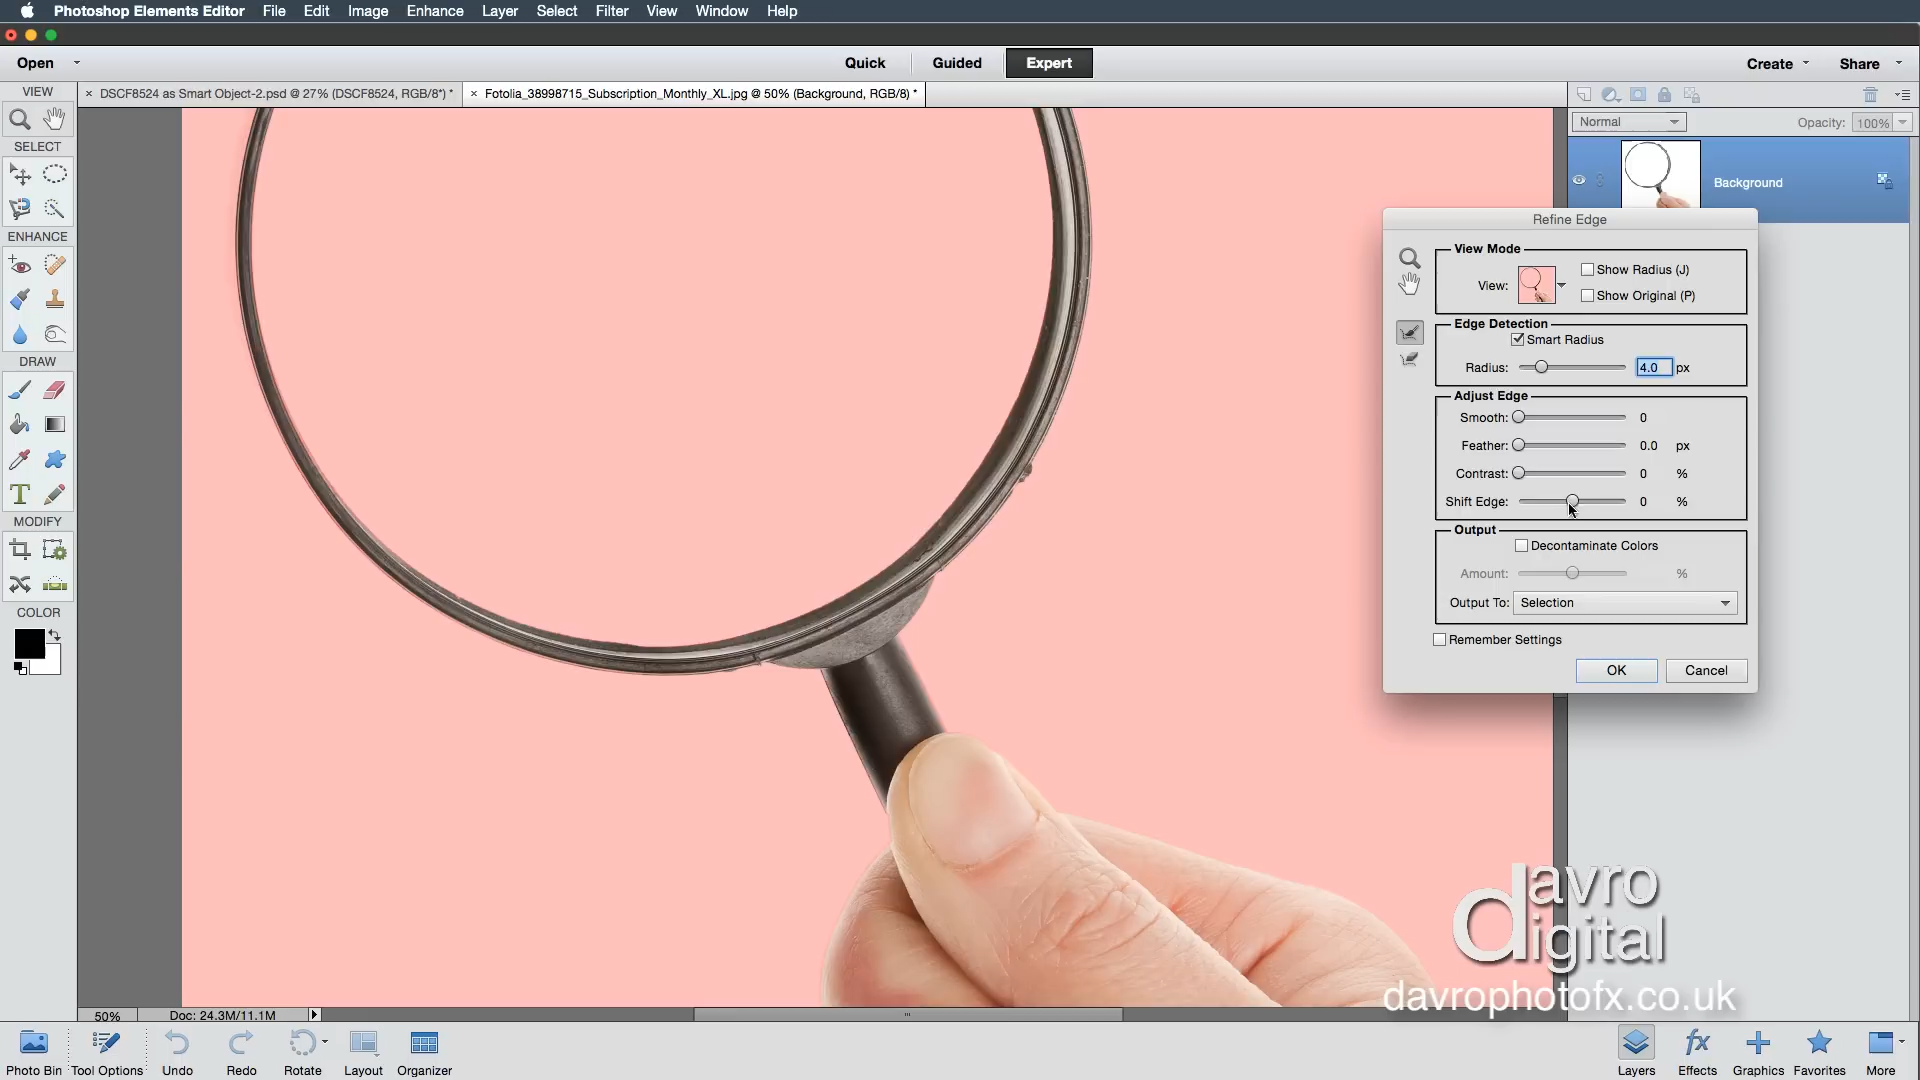 Photoshop Elements Editor File Edit Image Enhance Layer Select Filter View Window Help
Open Quick Guided Expert Create Share
VIEW
× DSCF8524 as Smart Object-2.psd @ 27% (DSCF8524, RGB/8*) *
× Fotolia_38998715_Subscription_Monthly_XL.jpg @ 50% (Background, RGB/8) *
Normal Opacity: 100%
SELECT
Background
ENHANCE
DRAW
T
MODIFY
COLOR
Refine Edge
View Mode
View:
Show Radius (J)
Show Original (P)
Edge Detection
Smart Radius
Radius: 4.0 px
Adjust Edge
Smooth: 0
Feather: 0.0 px
Contrast: 0 %
Shift Edge: 0 %
Output
Decontaminate Colors
Amount: %
Output To: Selection
Remember Settings
OK Cancel
davro
digital
davrophotofx.co.uk
50% Doc: 24.3M/11.1M
fx
Photo Bin Tool Options Undo Redo Rotate Layout Organizer Layers Effects Graphics Favorites More